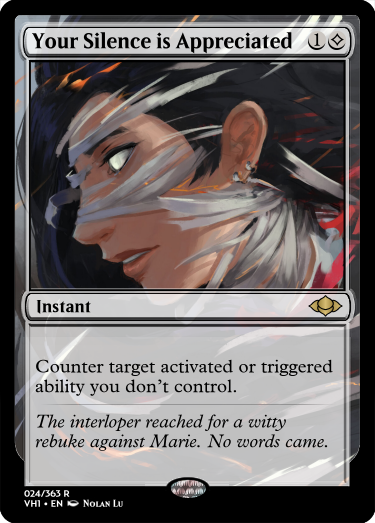 Your Silence is Appreciated 1
Instant
Counter target activated or triggered
ability you don't control.
The interloper reached for a witty
rebuke against Marie. No words came.
024/363 R
VH1 • EN Nolan Lu